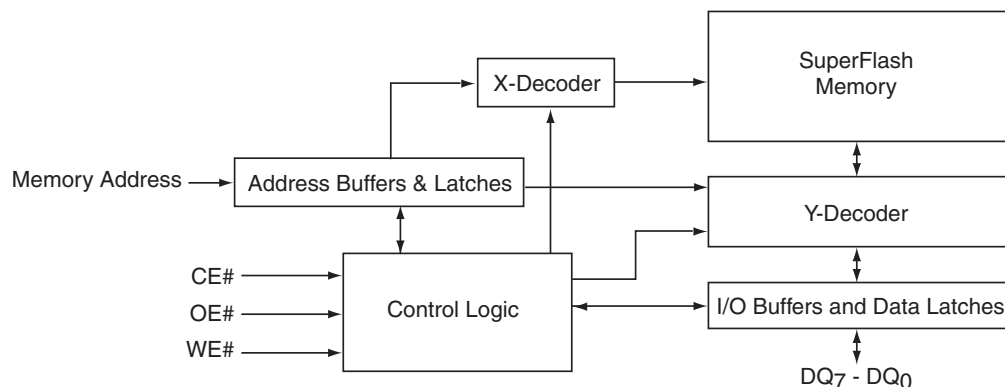 SuperFlash
Memory
X-Decoder
Memory Address
Address Buffers & Latches
Y-Decoder
CE#
OE#
WE#
Control Logic
I/O Buffers and Data Latches
DQ7 - DQ0